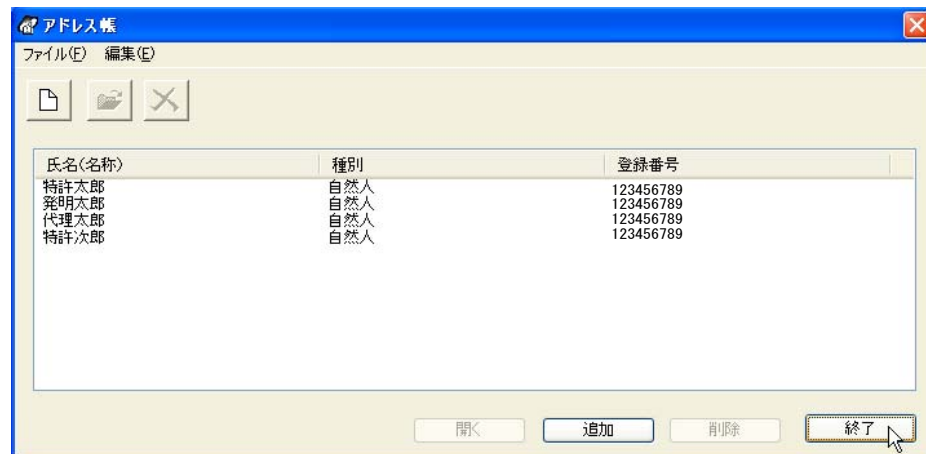 アドレス帳
ファイル(F) 編集(E)
氏名(名称) 種別 登録番号
特許太郎 自然人 123456789
発明太郎 自然人 123456789
代理太郎 自然人 123456789
特許次郎 自然人 123456789
開く 追加 削除 終了